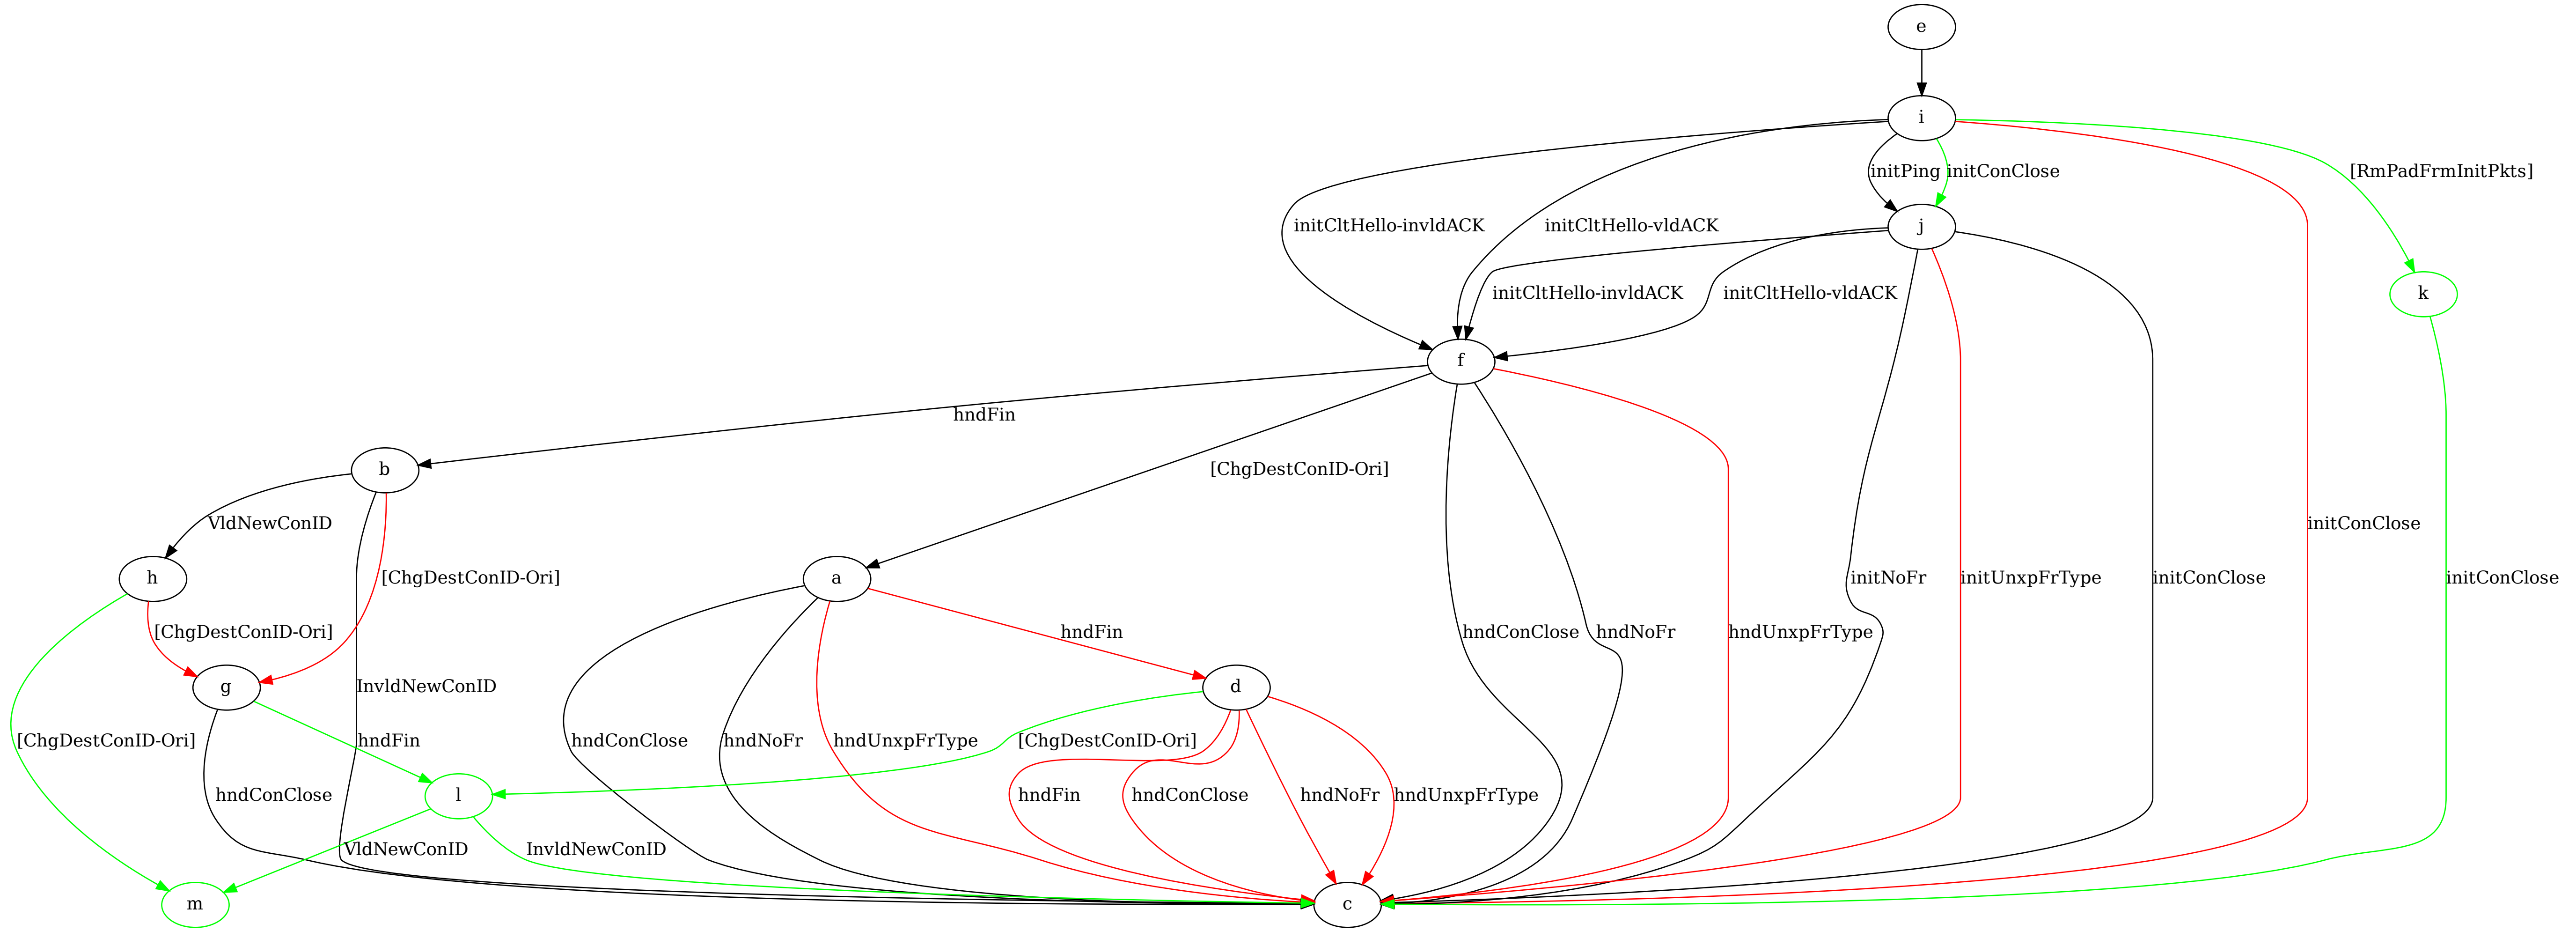 e
i
initPing
initConClose
[RmPadFrmInitPkts]
initCltHello-invldACK
initCltHello-vldACK
j
initCltHello-invldACK
initCltHello-vldACK
k
f
hndFin
b
[ChgDestConID-Ori]
VldNewConID
initConClose
h
[ChgDestConID-Ori]
a
initNoFr
initUnxpFrType
initConClose
initConClose
[ChgDestConID-Ori]
hndFin
hndConClose
hndNoFr
hndUnxpFrType
g
InvldNewConID
d
[ChgDestConID-Ori]
hndFin
hndConClose
hndNoFr
hndUnxpFrType
[ChgDestConID-Ori]
hndConClose
l
hndFin
hndConClose
hndNoFr
hndUnxpFrType
VldNewConID
InvldNewConID
m
c